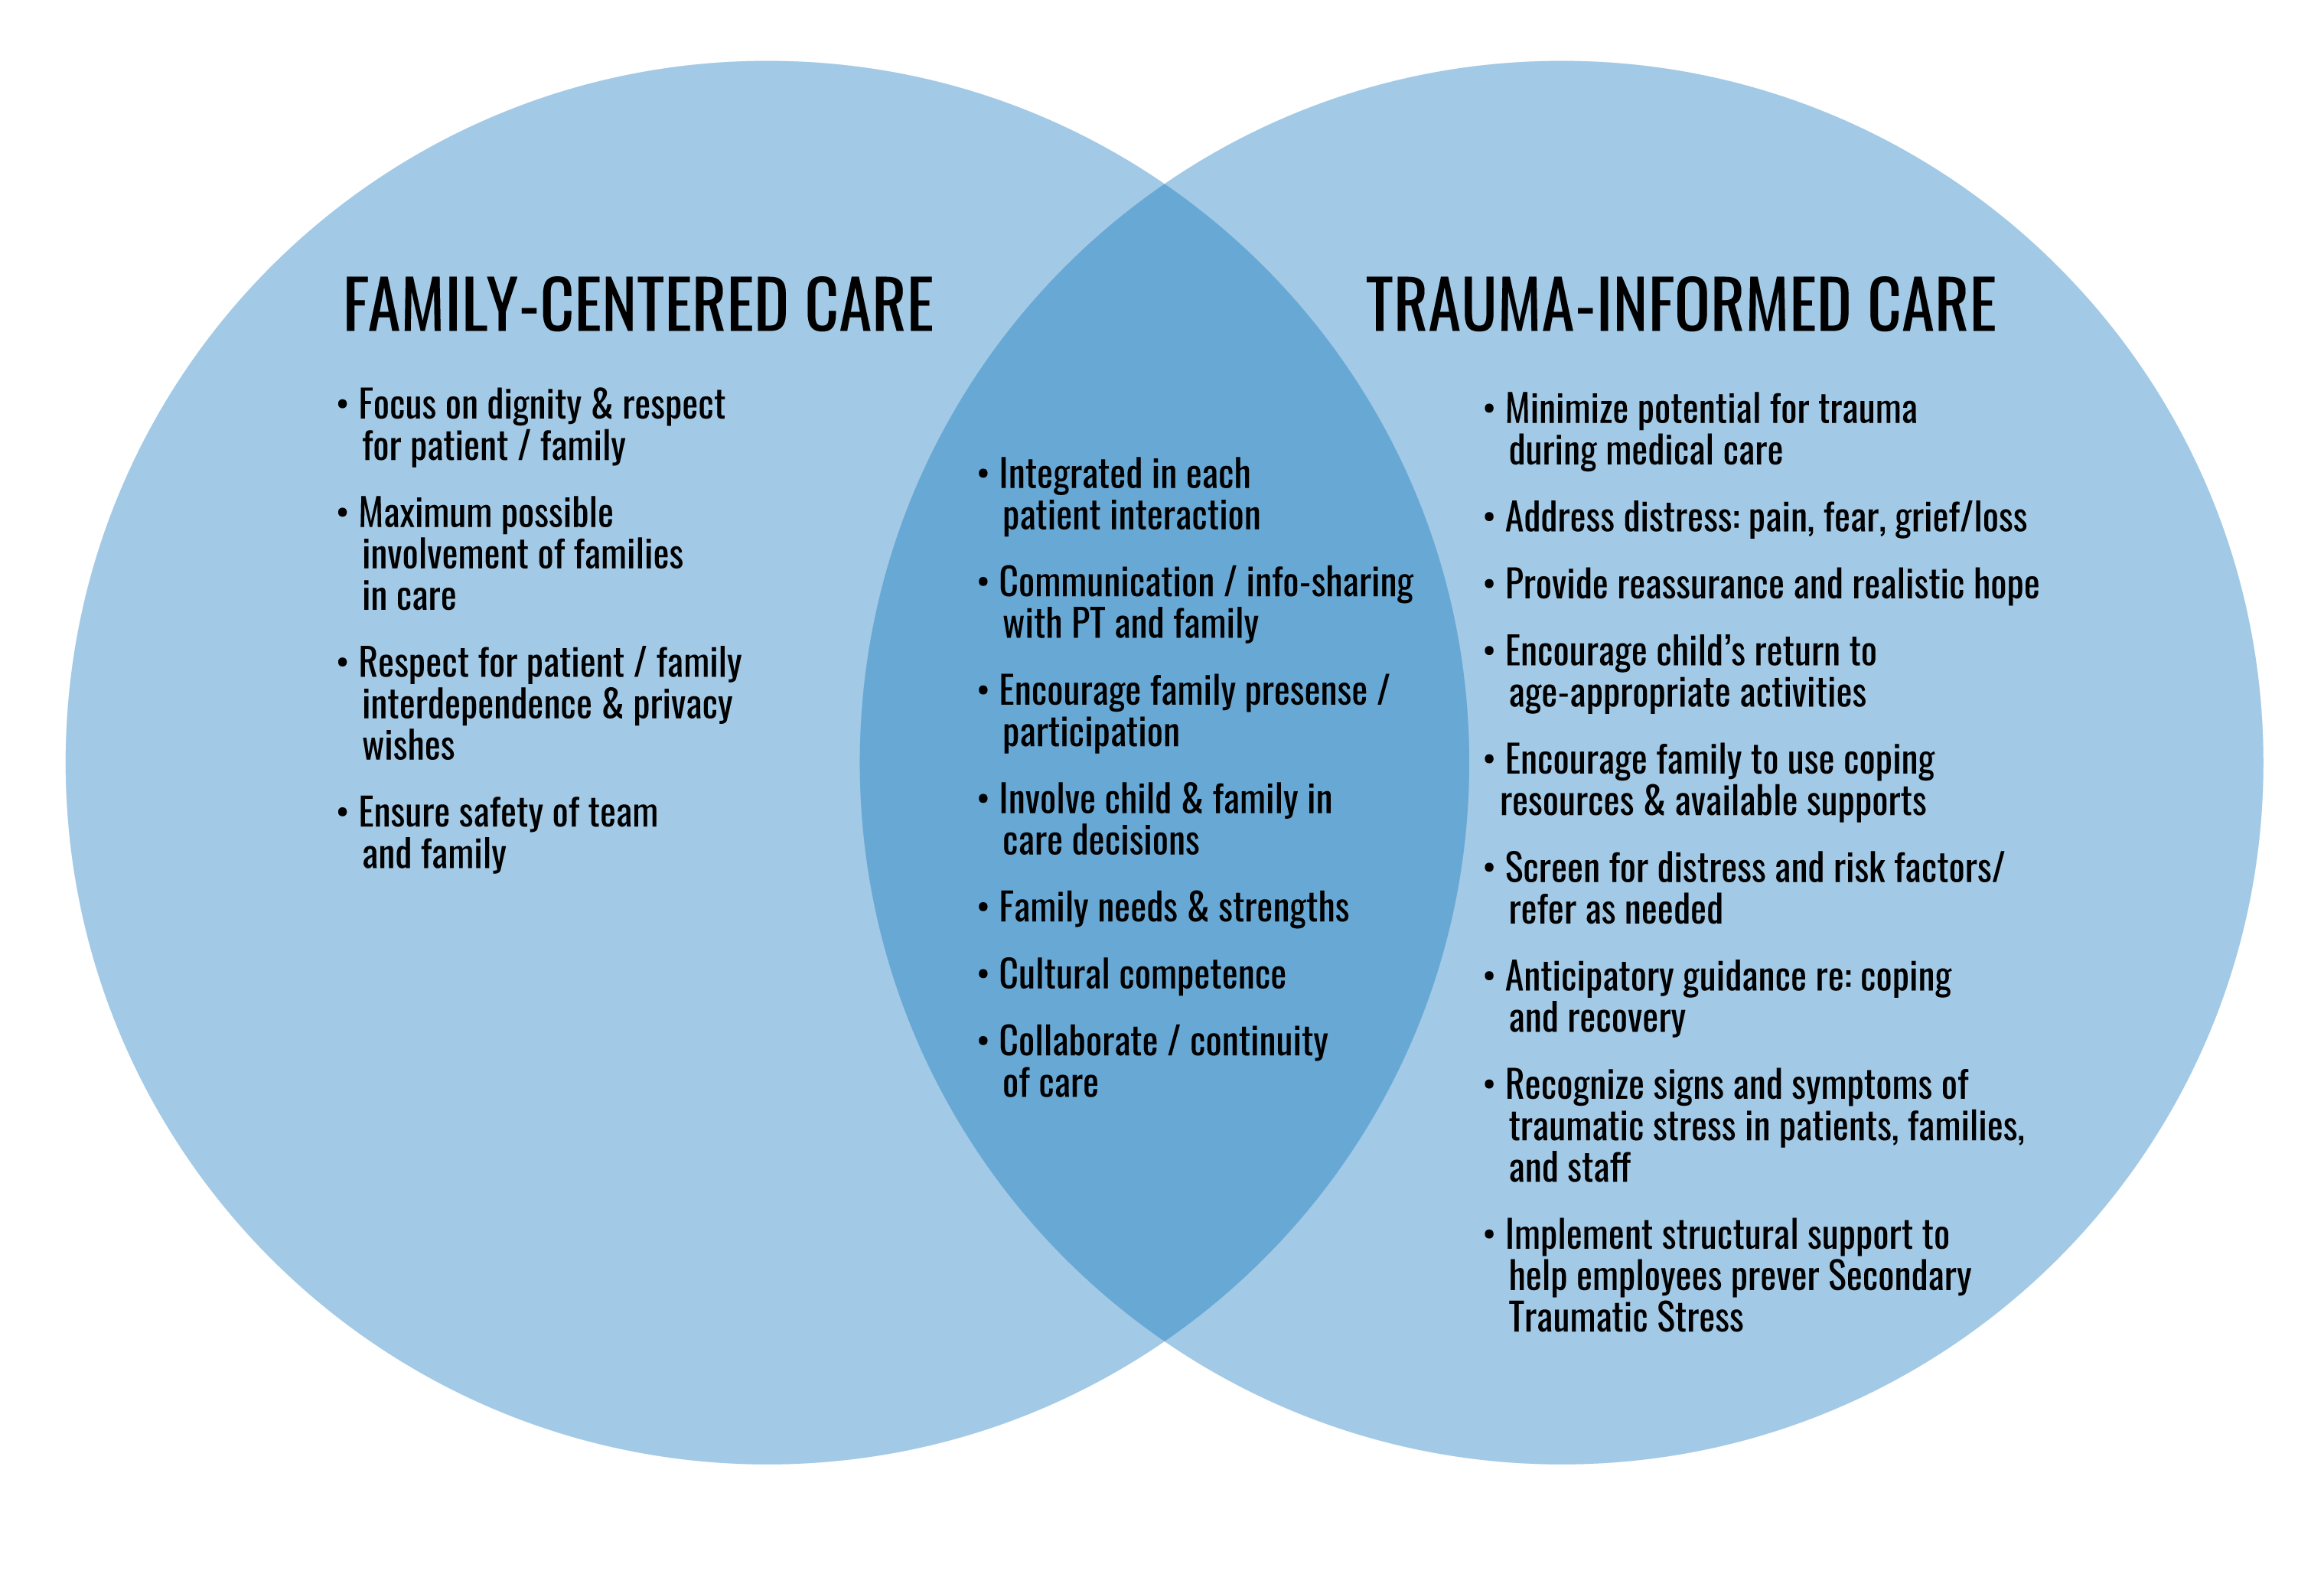 FAMILY-CENTERED CARE
• Focus on dignity & respect
for patient / family
• Maximum possible
involvement of families
in care
• Respect for patient / family
interdependence & privacy
wishes
• Ensure safety of team
and family
• Integrated in each
patient interaction
• Communication / info-sharing
with PT and family
• Encourage family presense /
participation
• Involve child & family in
care decisions
• Family needs & strengths
• Cultural competence
• Collaborate / continuity
of care
TRAUMA-INFORMED CARE
• Minimize potential for trauma
during medical care
• Address distress: pain, fear, grief/loss
• Provide reassurance and realistic hope
• Encourage child’s return to
age-appropriate activities
• Encourage family to use coping
resources & available supports
• Screen for distress and risk factors/
refer as needed
• Anticipatory guidance re: coping
and recovery
• Recognize signs and symptoms of
traumatic stress in patients, families,
and staff
• Implement structural support to
help employees prever Secondary
Traumatic Stress